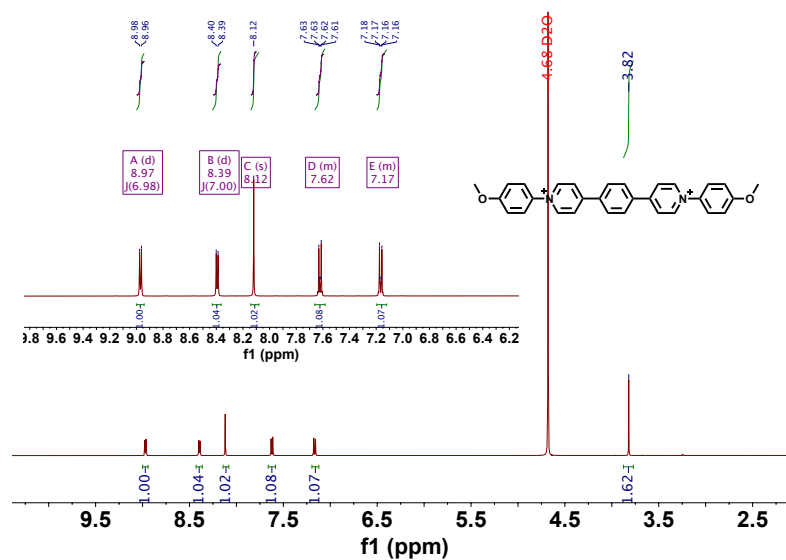 8.98
8.96
8.40
8.39
8.12
7.63
7.63
7.62
7.61
7.18
7.17
7.16
7.16
4.68 D2O
3.82
A (d)
8.97
J(6.98)
B (d)
8.39
J(7.00)
C (s)
8.12
D (m)
7.62
E (m)
7.17
O
N
+
+
N
O
1.00
1.04
1.02
1.08
1.07
9.8 9.6 9.4 9.2 9.0 8.8 8.6 8.4 8.2 8.0 7.8 7.6 7.4 7.2 7.0 6.8 6.6 6.4 6.2
f1 (ppm)
1.00
1.04
1.02
1.08
1.07
1.62
9.5 8.5 7.5 6.5 5.5 4.5 3.5 2.5
f1 (ppm)